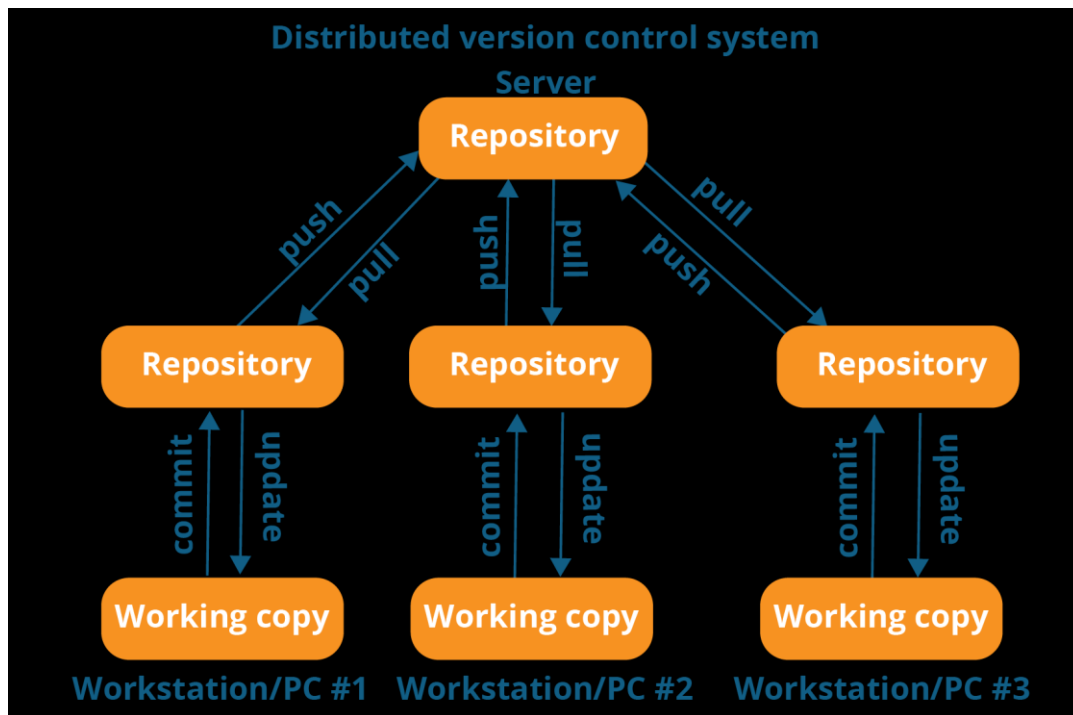 Distributed version control system
Server
Repository
push
pull
push
pull
push
pull
Repository
Repository
Repository
commit
update
commit
update
commit
update
Working copy
Working copy
Working copy
Workstation/PC #1
Workstation/PC #2
Workstation/PC #3